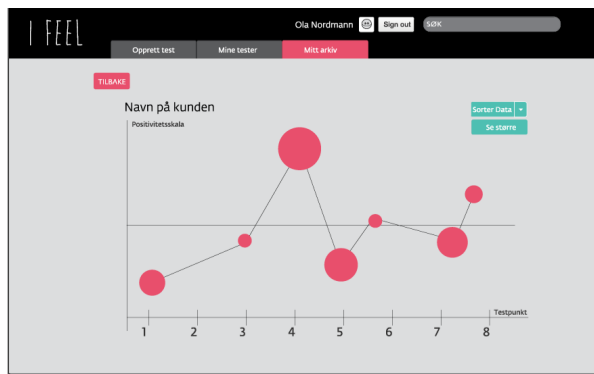 I FEEL
Ola Nordmann Sign out SØK
Opprett test Mine tester Mitt arkiv
TILBAKE
Navn på kunden
Sorter Data
Positivitetsskala
Se større
Testpunkt
1 2 3 4 5 6 7 8